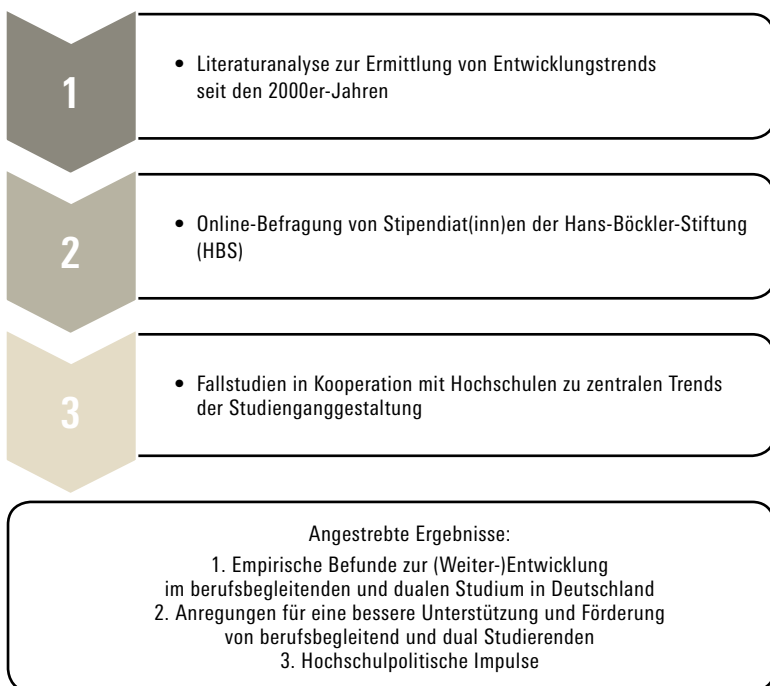 1
• Literaturanalyse zur Ermittlung von Entwicklungstrends
seit den 2000er-Jahren
2
• Online-Befragung von Stipendiat(inn)en der Hans-Böckler-Stiftung
(HBS)
3
• Fallstudien in Kooperation mit Hochschulen zu zentralen Trends
der Studienganggestaltung
Angestrebte Ergebnisse:
1. Empirische Befunde zur (Weiter-)Entwicklung
im berufsbegleitenden und dualen Studium in Deutschland
2. Anregungen für eine bessere Unterstützung und Förderung
von berufsbegleitend und dual Studierenden
3. Hochschulpolitische Impulse